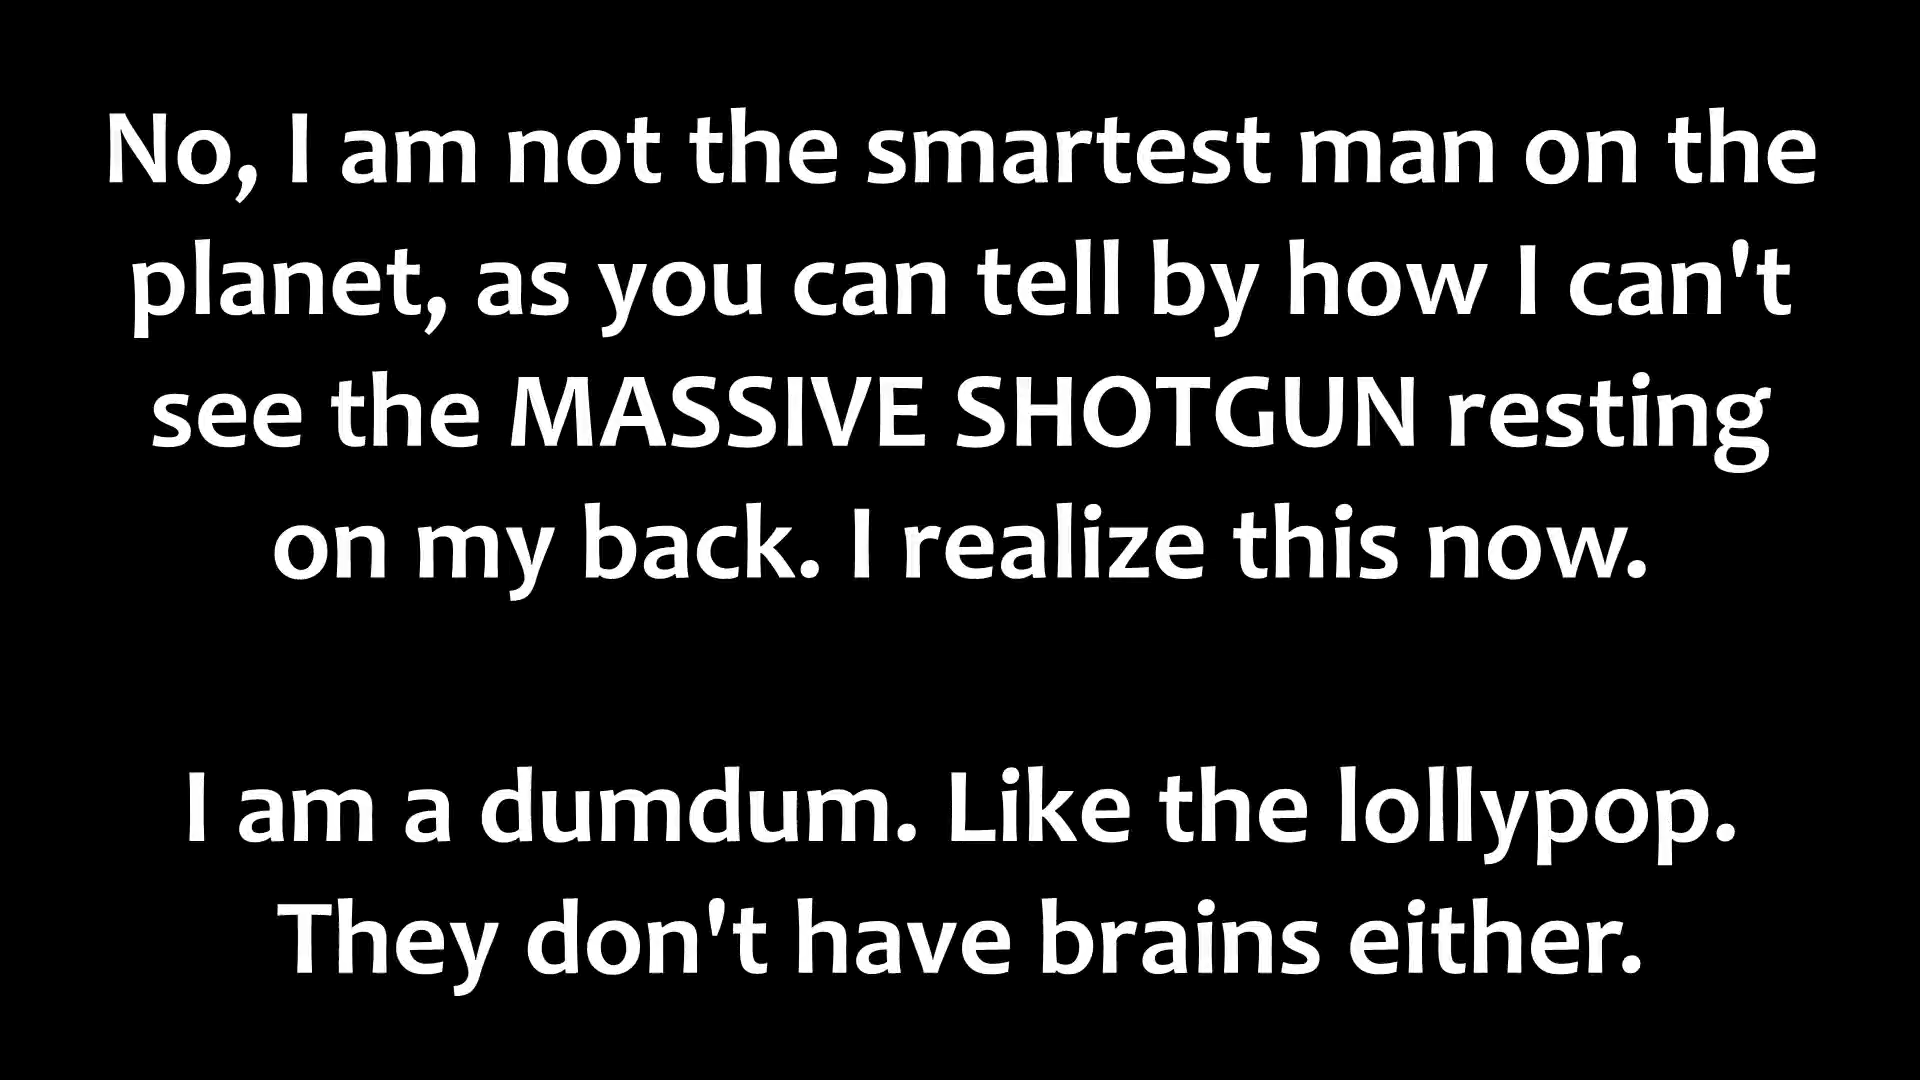 No, I am not the smartest man on the
planet, as you can tell by how I can't
see the MASSIVE SHOTGUN resting
on my back. I realize this now.
I am a dumdum. Like the lollypop.
They don't have brains either.